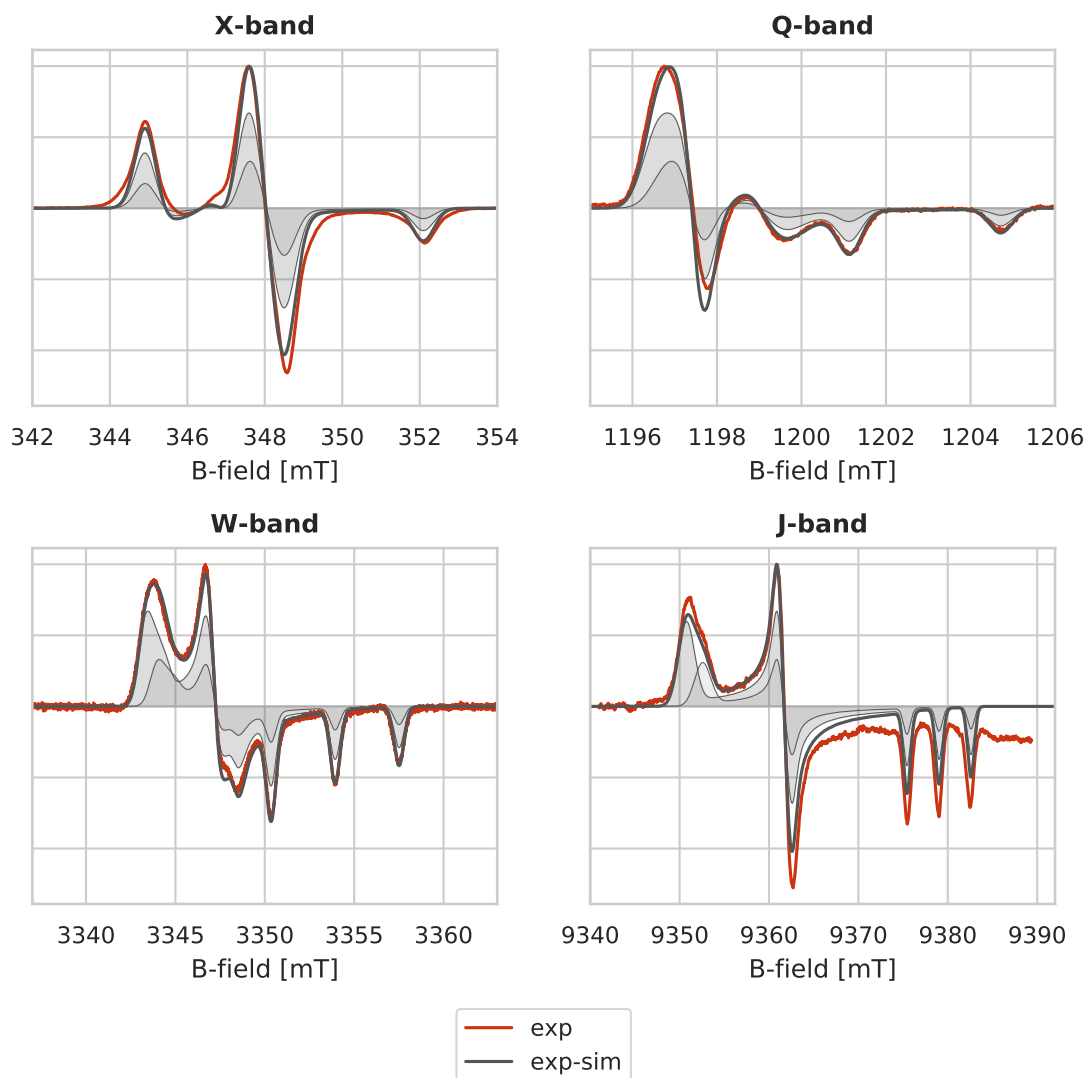 X-band
Q-band
342 344 346 348 350 352 354
1196 1198 1200 1202 1204 1206
B-field [mT]
B-field [mT]
W-band
J-band
3340 3345 3350 3355 3360
9340 9350 9360 9370 9380 9390
B-field [mT]
B-field [mT]
exp
exp-sim